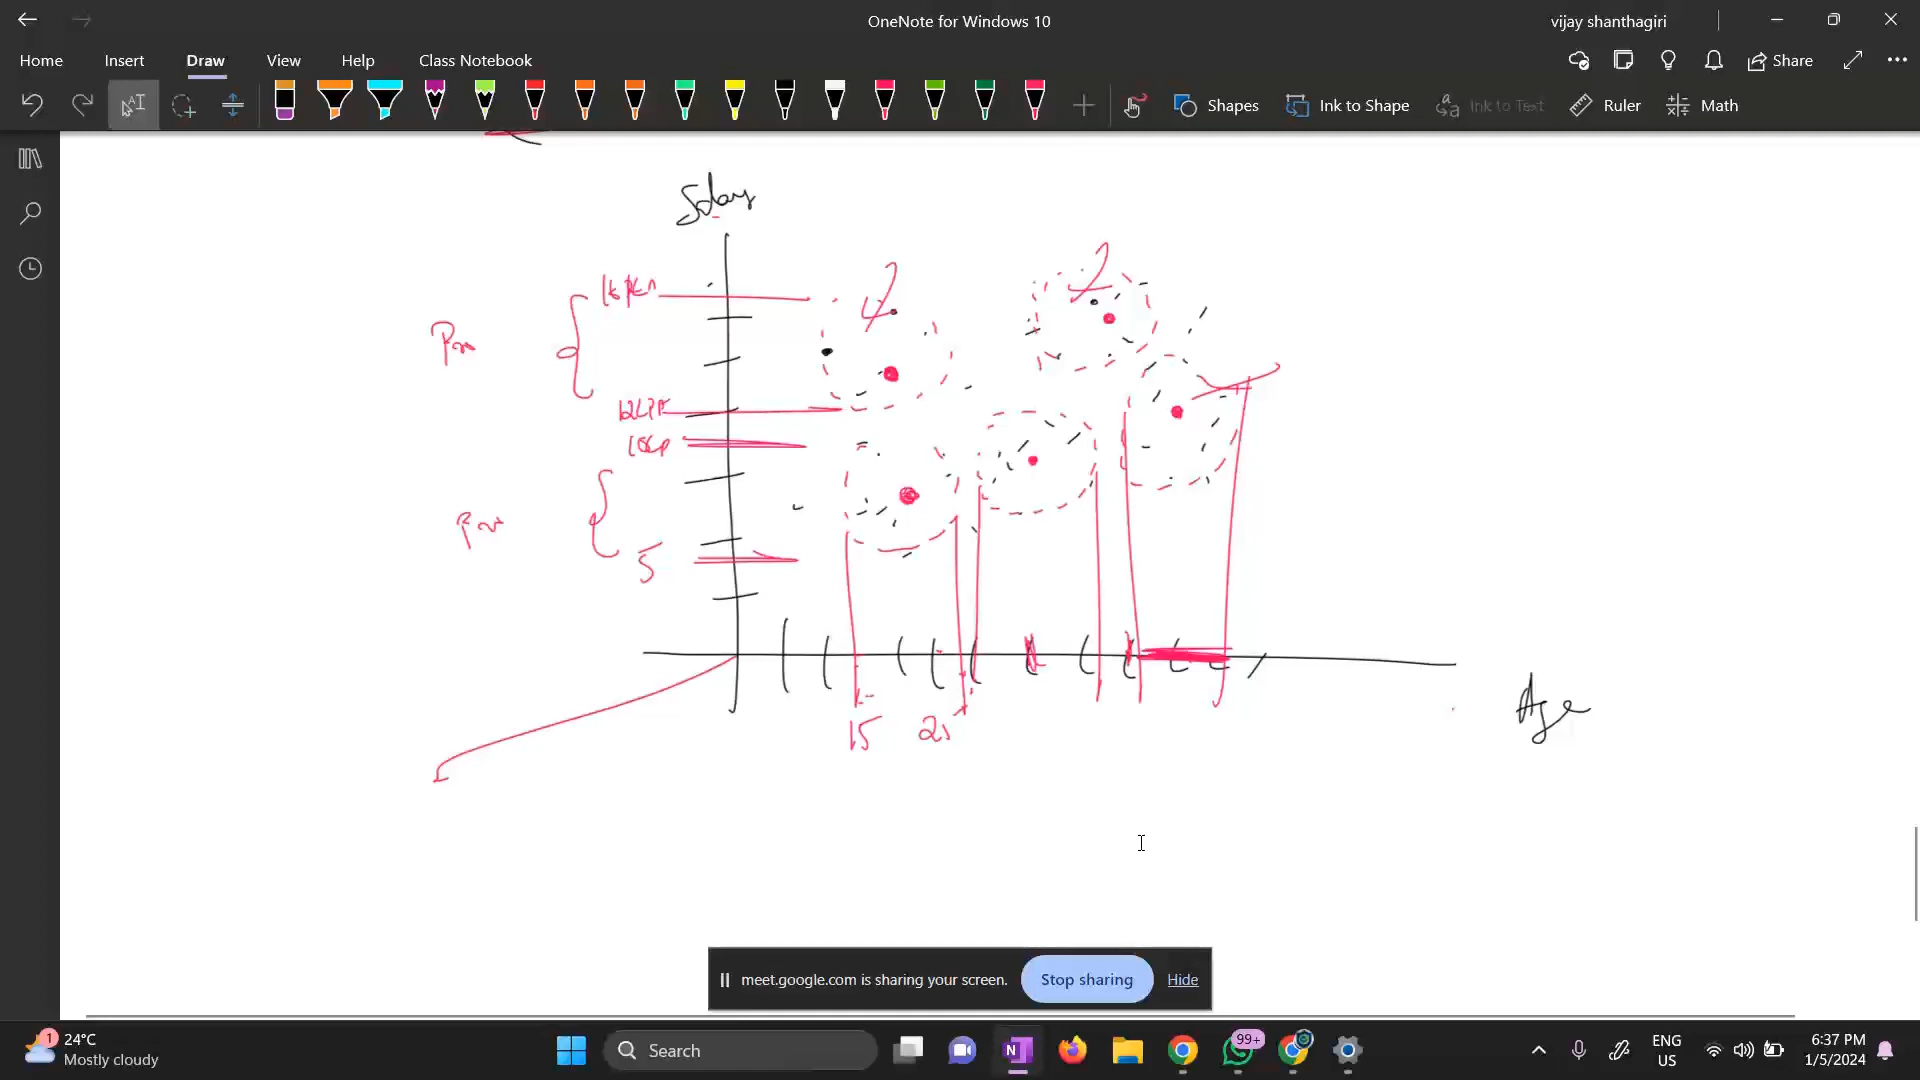 OneNote for Windows 10
vijay shanthagiri
Home Insert Draw View Help Class Notebook
Share
Shapes Ink to Shape Ink to Text Ruler Math
Age
5
15
meet.google.com is sharing your screen. Stop sharing Hide
1
24°C
Mostly cloudy
Search
99+
ENG
US
6:37 PM
1/5/2024